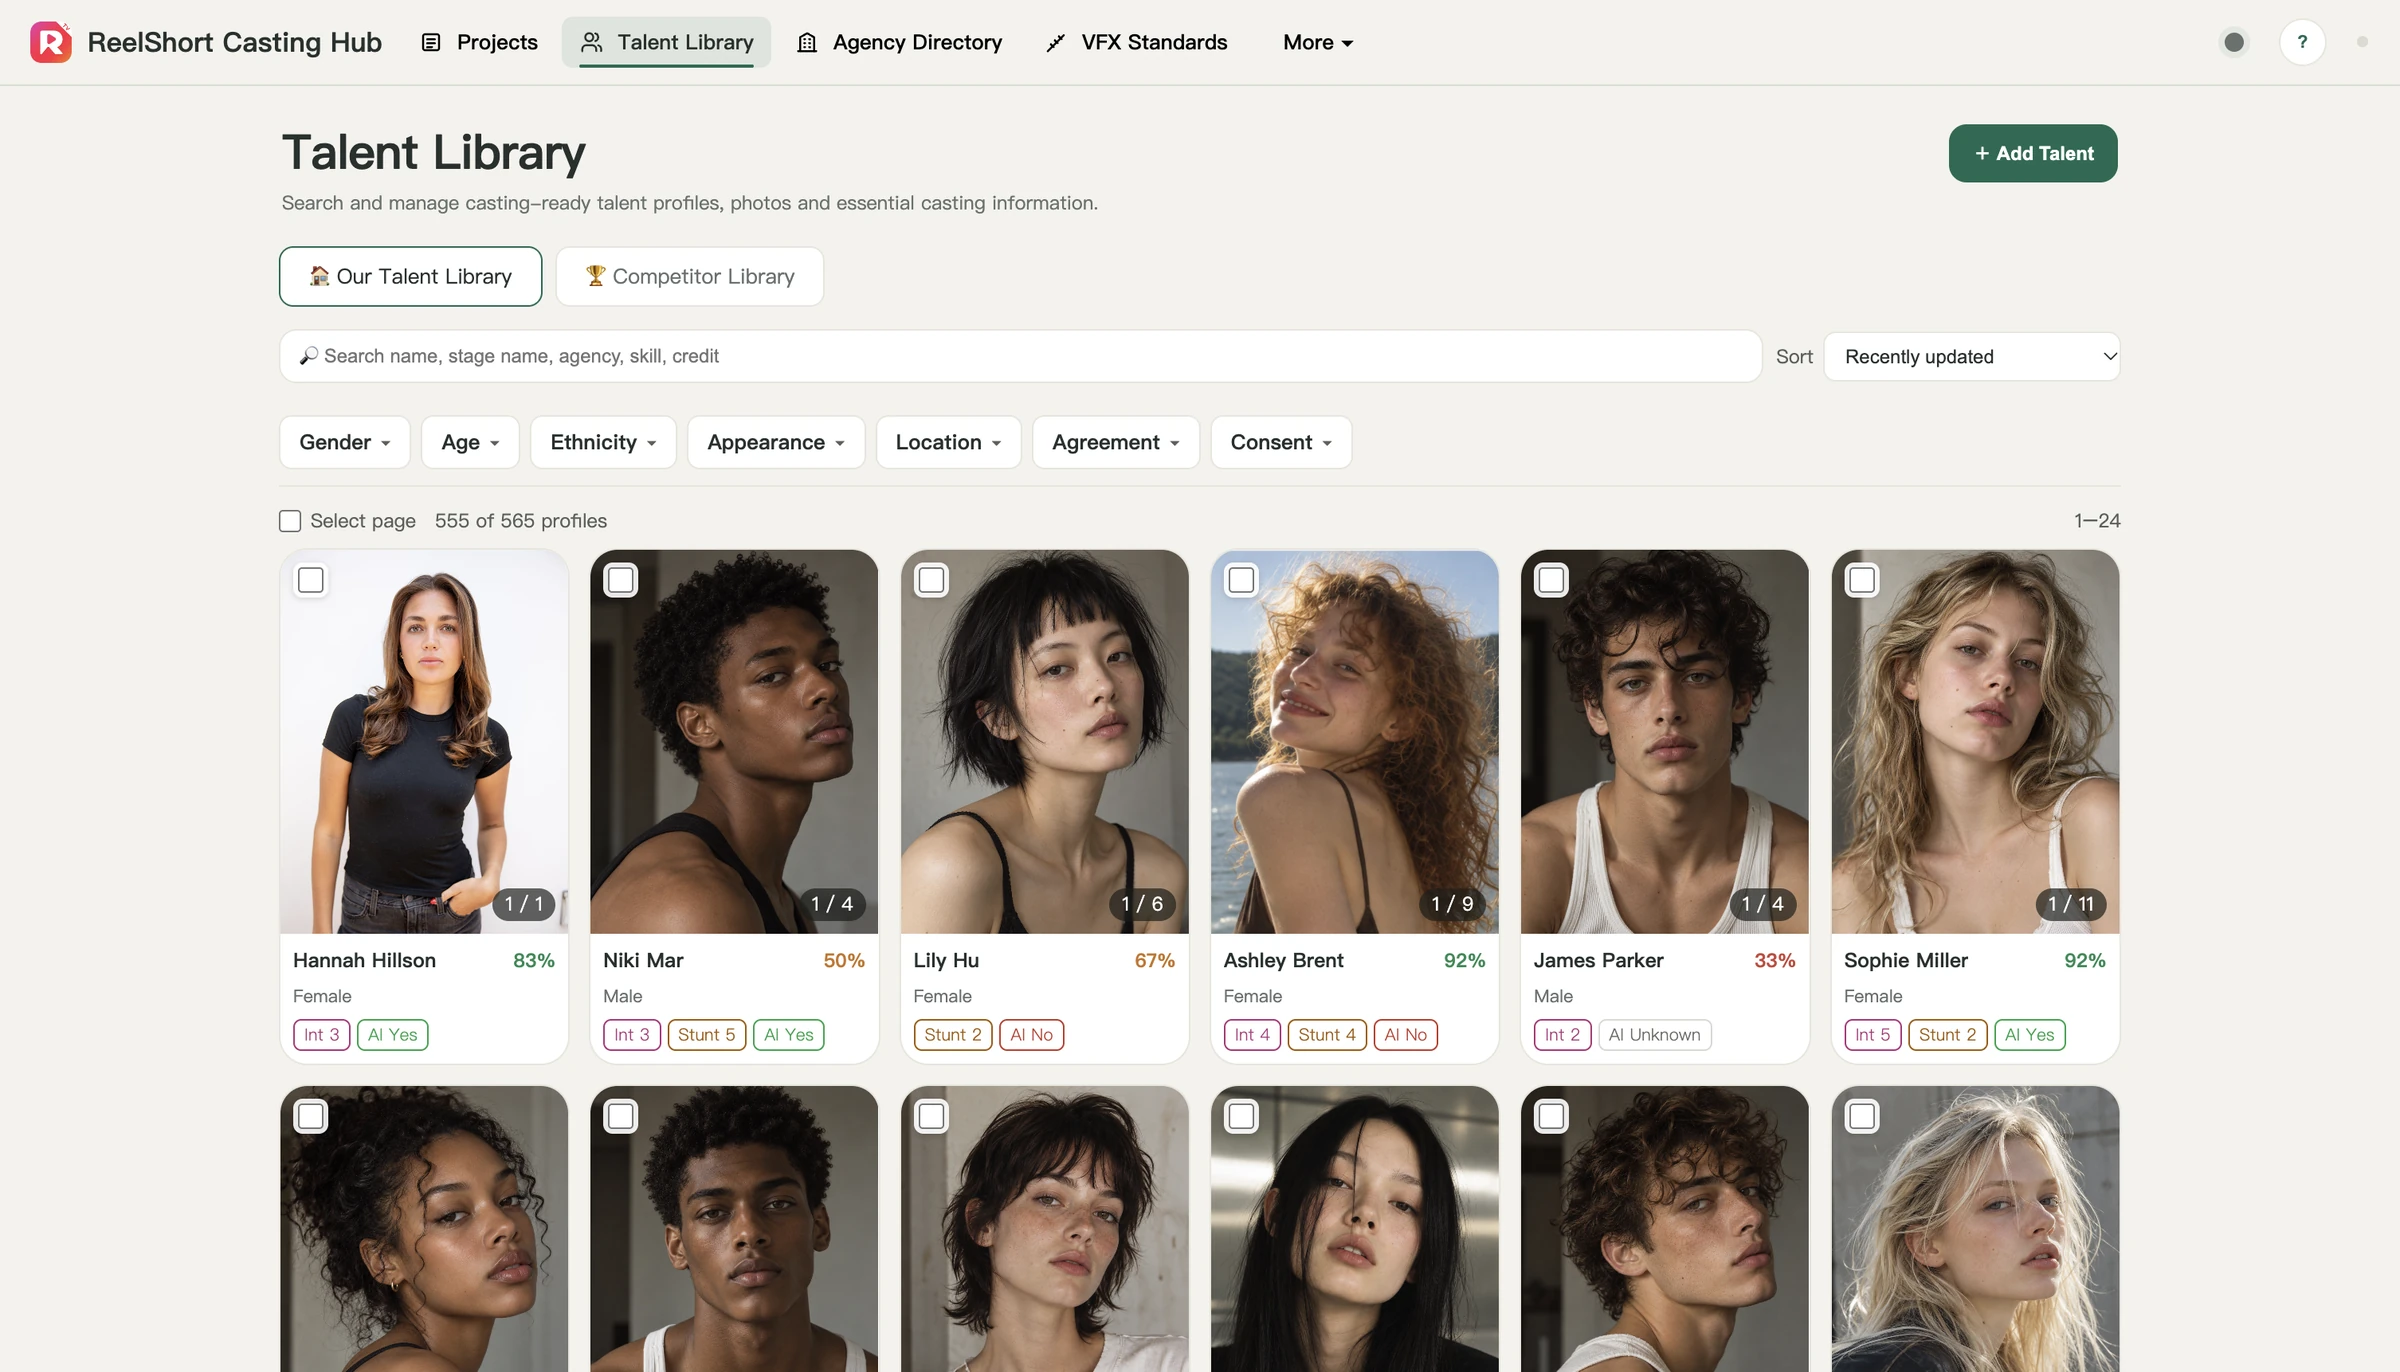 ReelShort Casting Hub
Projects
Talent Library
Agency Directory
VFX Standards
More
?
Talent Library
+ Add Talent
Search and manage casting–ready talent profiles, photos and essential casting information.
Our Talent Library
Competitor Library
Search name, stage name, agency, skill, credit
Sort
Recently updated
Gender
Age
Ethnicity
Appearance
Location
Agreement
Consent
Select page
555 of 565 profiles
1—24
1 / 1
1 / 4
1 / 6
1 / 9
1 / 4
1 / 11
Hannah Hillson 83%
Female
Int 3 AI Yes
Niki Mar 50%
Male
Int 3 Stunt 5 AI Yes
Lily Hu 67%
Female
Stunt 2 AI No
Ashley Brent 92%
Female
Int 4 Stunt 4 AI No
James Parker 33%
Male
Int 2 AI Unknown
Sophie Miller 92%
Female
Int 5 Stunt 2 AI Yes